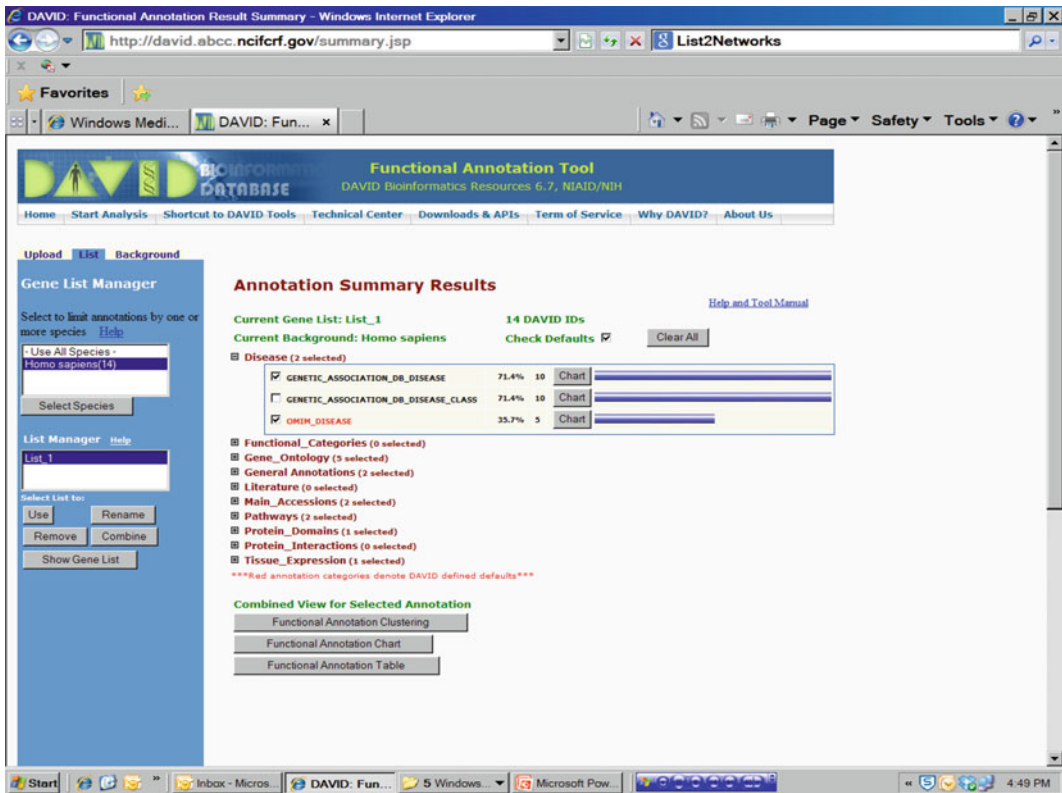 DAVID: Functional Annotation Result Summary - Windows Internet Explorer
http://david.abcc.ncifcrf.gov/summary.jsp
List2Networks
Favorites
Windows Medi...
DAVID: Fun...
Page
Safety
Tools
DAVID
BIOINFORMATICS
DATABASE
Functional Annotation Tool
DAVID Bioinformatics Resources 6.7, NIAID/NIH
Home
Start Analysis
Shortcut to DAVID Tools
Technical Center
Downloads & APIs
Term of Service
Why DAVID?
About Us
Upload
List
Background
Gene List Manager
Select to limit annotations by one or
more species Help
- Use All Species -
Homo sapiens(14)
Select Species
List Manager Help
List_1
Select List to:
Use
Rename
Remove
Combine
Show Gene List
Annotation Summary Results
Help and Tool Manual
Current Gene List: List_1
14 DAVID IDs
Current Background: Homo sapiens
Check Defaults
Clear All
Disease (2 selected)
GENETIC_ASSOCIATION_DB_DISEASE 71.4% 10 Chart
GENETIC_ASSOCIATION_DB_DISEASE_CLASS 71.4% 10 Chart
OMIM_DISEASE 35.7% 5 Chart
Functional_Categories (0 selected)
Gene_Ontology (5 selected)
General Annotations (2 selected)
Literature (0 selected)
Main_Accessions (2 selected)
Pathways (2 selected)
Protein_Domains (1 selected)
Protein_Interactions (0 selected)
Tissue_Expression (1 selected)
***Red annotation categories denote DAVID defined defaults***
Combined View for Selected Annotation
Functional Annotation Clustering
Functional Annotation Chart
Functional Annotation Table
Start
Inbox - Micros...
DAVID: Fun...
5 Windows...
Microsoft Pow...
4:49 PM